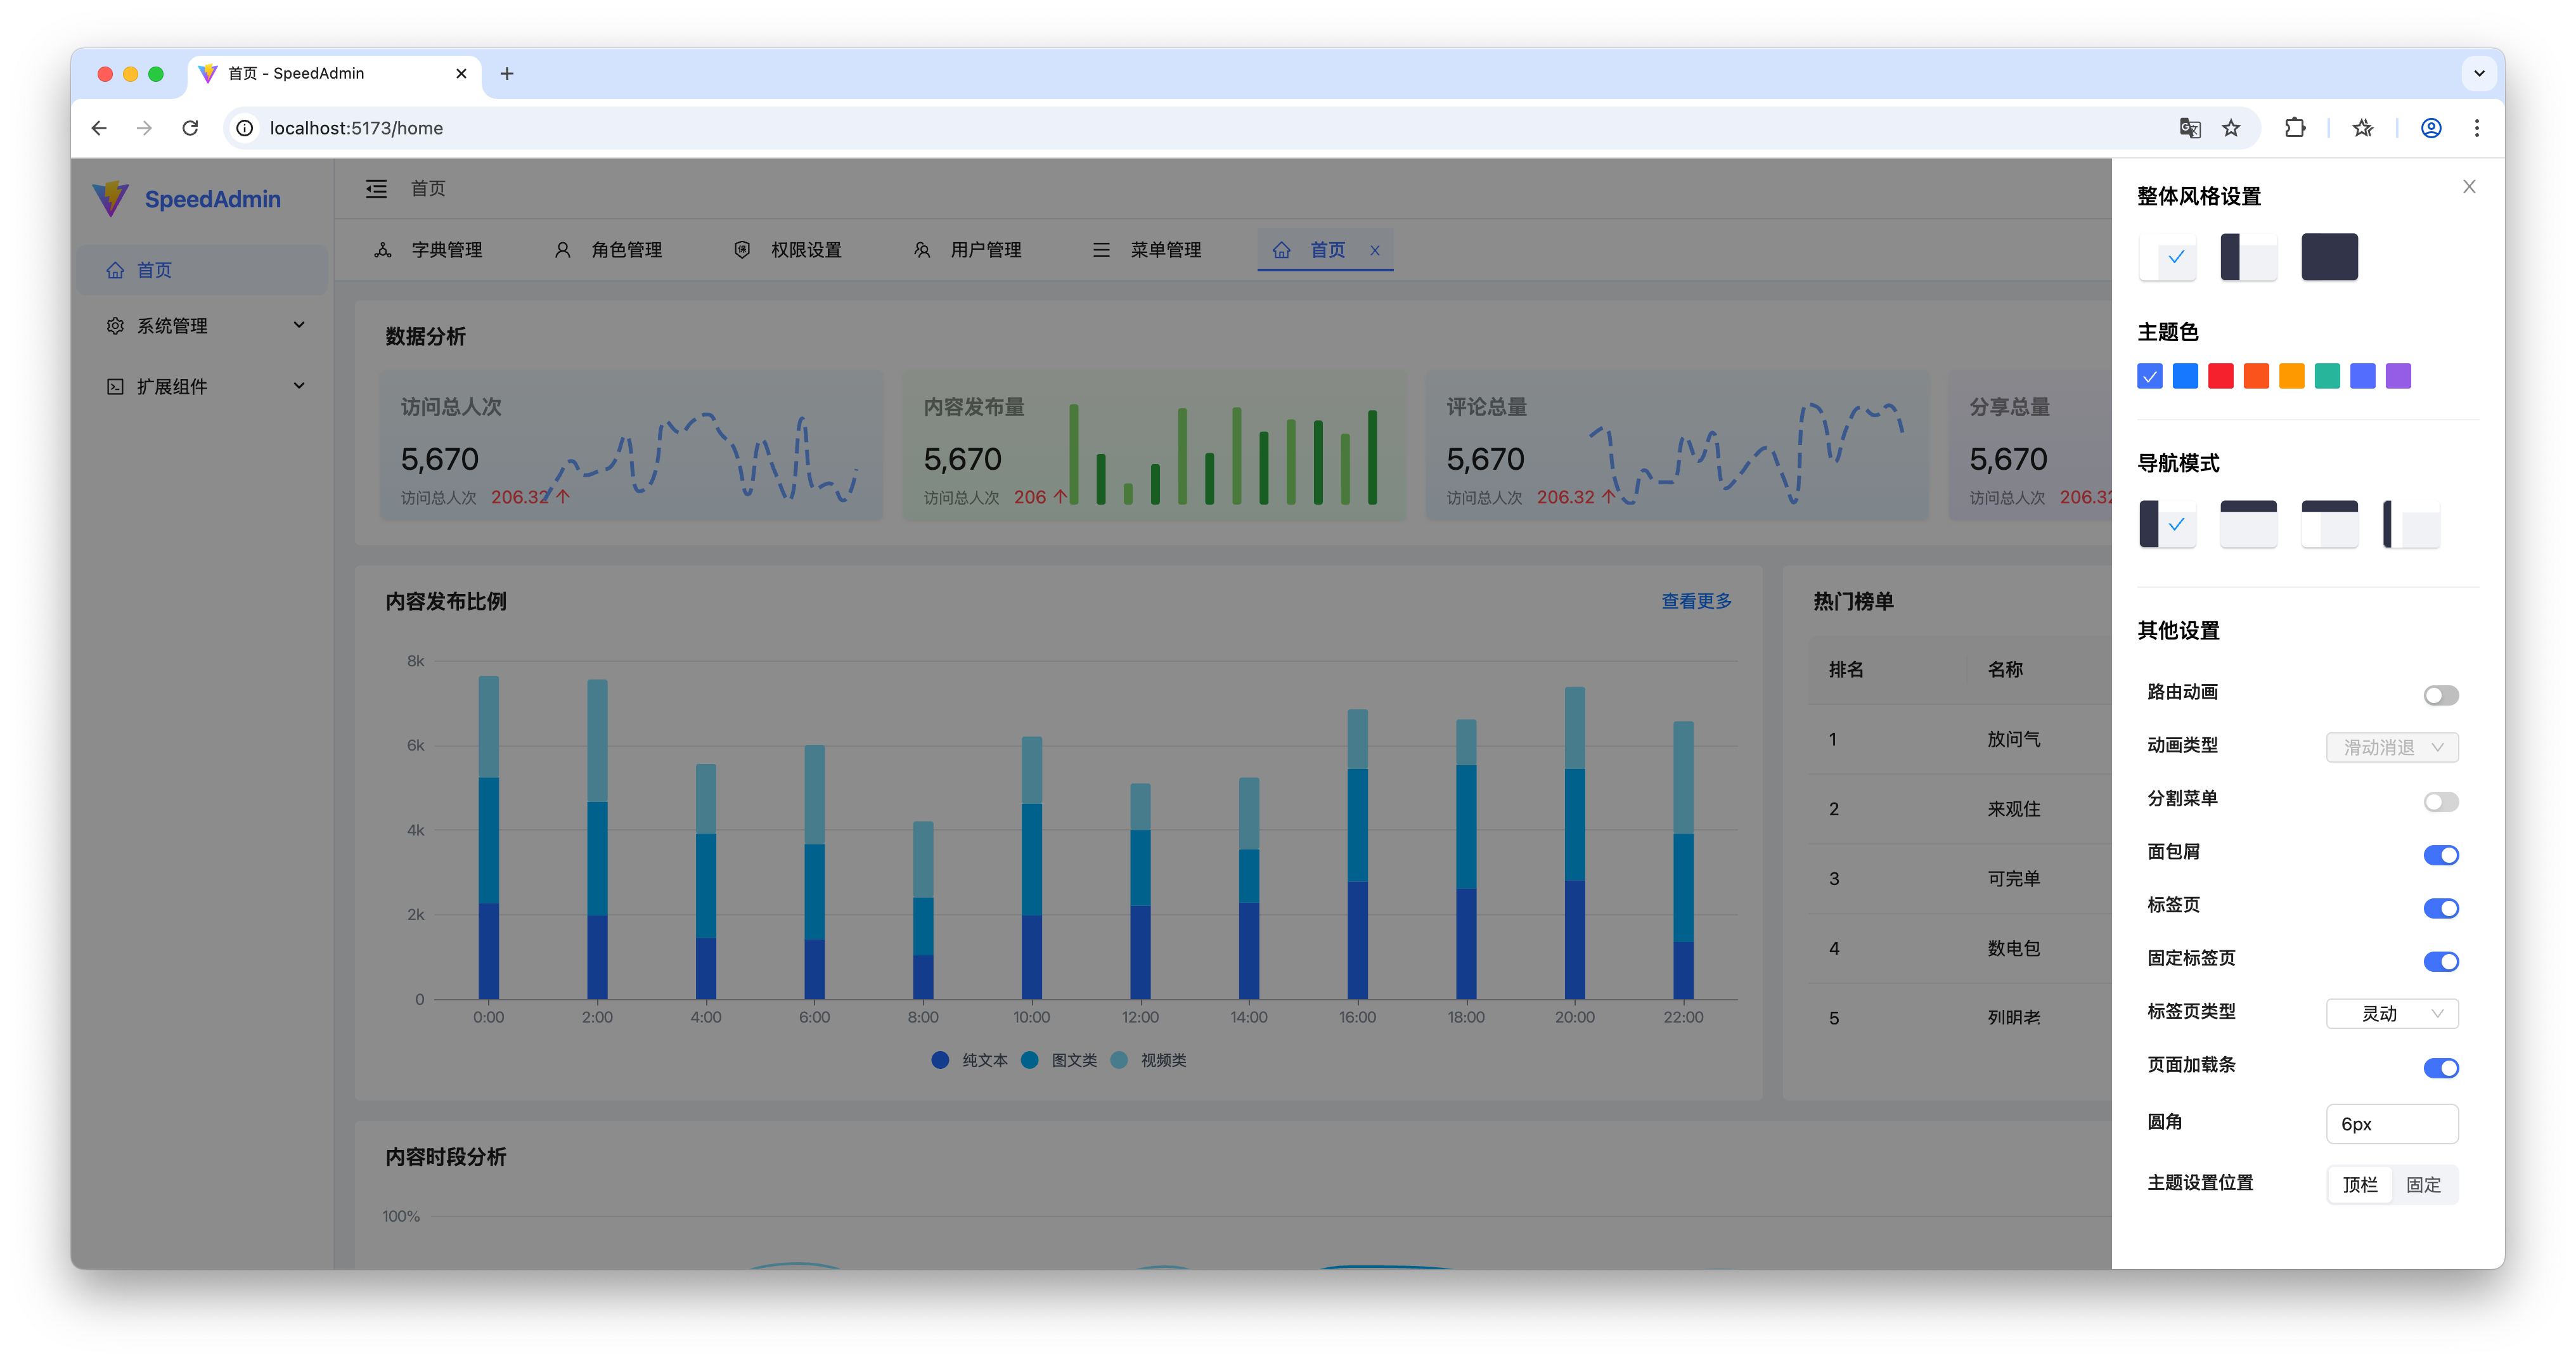 首页 - SpeedAdmin
localhost:5173/home
SpeedAdmin
首页
系统管理
扩展组件
首页
字典管理
角色管理
权限设置
用户管理
菜单管理
首页
数据分析
访问总人次
5,670
访问总人次 206.32
内容发布量
5,670
访问总人次 206
评论总量
5,670
访问总人次 206.32
分享总量
5,670
访问总人次 206.32
内容发布比例 查看更多
8k
6k
4k
2k
0
0:00 2:00 4:00 6:00 8:00 10:00 12:00 14:00 16:00 18:00 20:00 22:00
纯文本 图文类 视频类
热门榜单
排名 名称
1 放问气
2 来观住
3 可完单
4 数电包
5 列明老
内容时段分析
100%
整体风格设置
主题色
导航模式
其他设置
路由动画
动画类型 滑动消退
分割菜单
面包屑
标签页
固定标签页
标签页类型 灵动
页面加载条
圆角 6px
主题设置位置 顶栏 固定